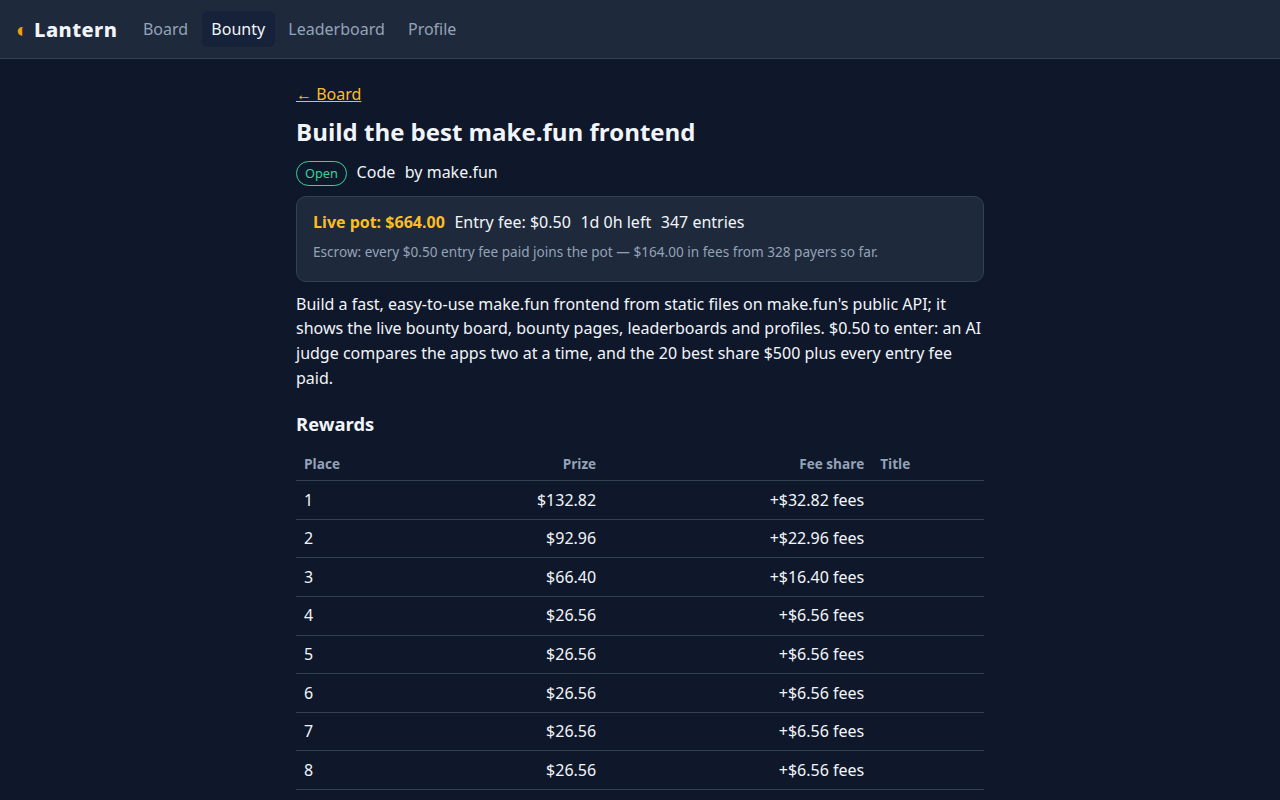 Lantern Board Bounty Leaderboard Profile
← Board
Build the best make.fun frontend
Open Code by make.fun
Live pot: $664.00 Entry fee: $0.50 1d 0h left 347 entries
Escrow: every $0.50 entry fee paid joins the pot — $164.00 in fees from 328 payers so far.
Build a fast, easy-to-use make.fun frontend from static files on make.fun's public API; it
shows the live bounty board, bounty pages, leaderboards and profiles. $0.50 to enter: an AI
judge compares the apps two at a time, and the 20 best share $500 plus every entry fee
paid.
Rewards
Place Prize Fee share Title
1 $132.82 +$32.82 fees
2 $92.96 +$22.96 fees
3 $66.40 +$16.40 fees
4 $26.56 +$6.56 fees
5 $26.56 +$6.56 fees
6 $26.56 +$6.56 fees
7 $26.56 +$6.56 fees
8 $26.56 +$6.56 fees